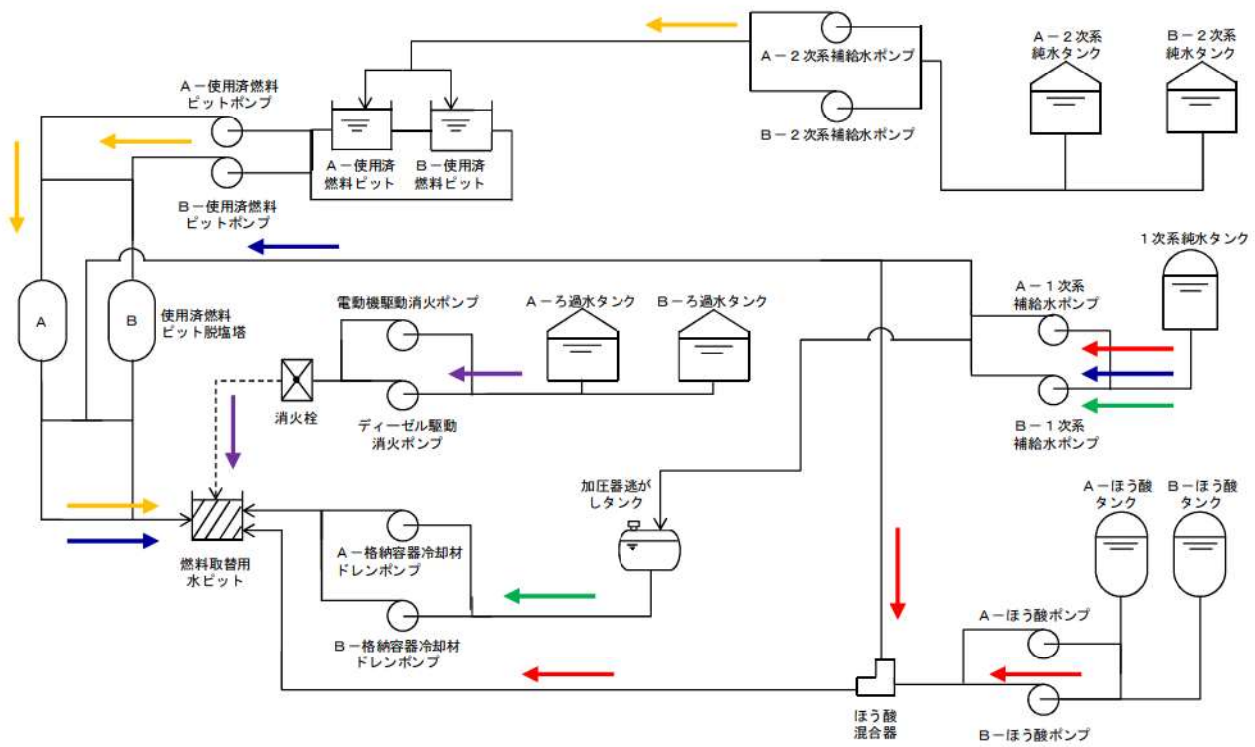 A－2次系補給水ポンプ
B－2次系補給水ポンプ
A－2次系
純水タンク
B－2次系
純水タンク
A－使用済燃料
ピットポンプ
B－使用済燃料
ピットポンプ
A－使用済
燃料ピット
B－使用済
燃料ピット
1次系純水タンク
A－1次系
補給水ポンプ
B－1次系
補給水ポンプ
A
B
使用済燃料
ピット脱塩塔
電動機駆動消火ポンプ
A－ろ過水タンク
B－ろ過水タンク
消火栓
ディーゼル駆動
消火ポンプ
加圧器逃が
しタンク
A－ほう酸
タンク
B－ほう酸
タンク
燃料取替用
水ピット
A－格納容器冷却材
ドレンポンプ
B－格納容器冷却材
ドレンポンプ
A－ほう酸ポンプ
B－ほう酸ポンプ
ほう酸
混合器